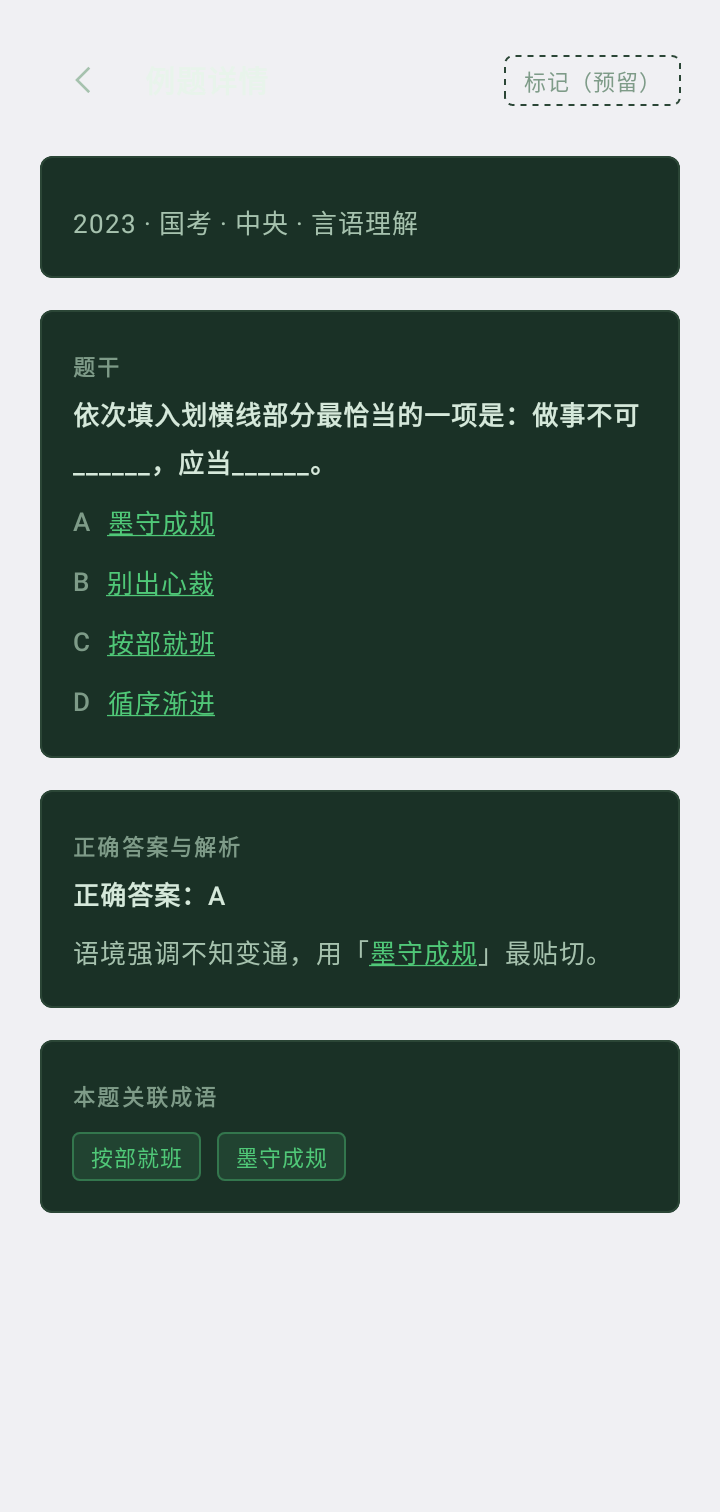 标记（预留）
2023 · 国考 · 中央 · 言语理解
题干
依次填入划横线部分最恰当的一项是：做事不可
______，应当______。
A 墨守成规
B 别出心裁
C 按部就班
D 循序渐进
正确答案与解析
正确答案：A
语境强调不知变通，用「墨守成规」最贴切。
本题关联成语
按部就班 墨守成规